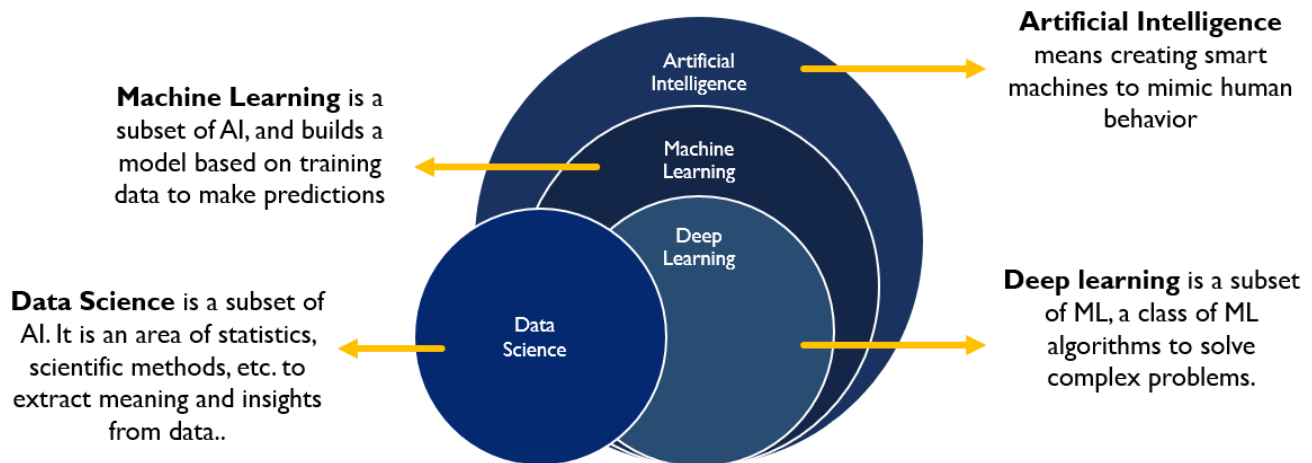 Artificial Intelligence
means creating smart
machines to mimic human
behavior
Artificial
Intelligence
Machine Learning is a
subset of AI, and builds a
model based on training
data to make predictions
Machine
Learning
Deep
Learning
Data Science is a subset of
AI. It is an area of statistics,
scientific methods, etc. to
extract meaning and insights
from data..
Data
Science
Deep learning is a subset
of ML, a class of ML
algorithms to solve
complex problems.